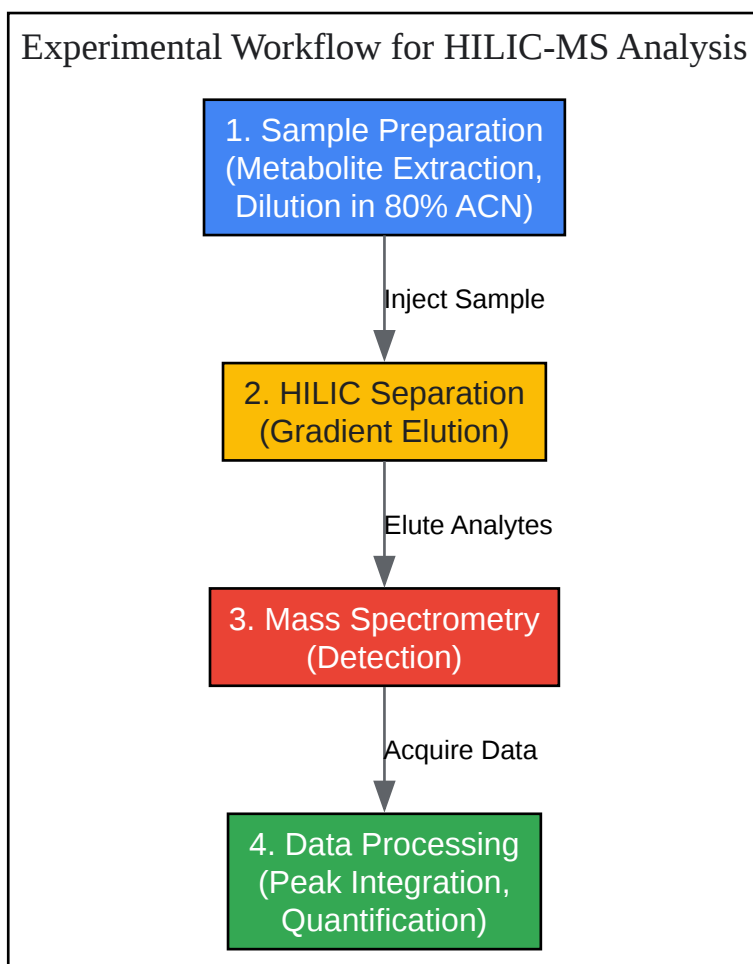 Experimental Workflow for HILIC-MS Analysis
1. Sample Preparation
(Metabolite Extraction,
Dilution in 80% ACN)
Inject Sample
2. HILIC Separation
(Gradient Elution)
Elute Analytes
3. Mass Spectrometry
(Detection)
Acquire Data
4. Data Processing
(Peak Integration,
Quantification)